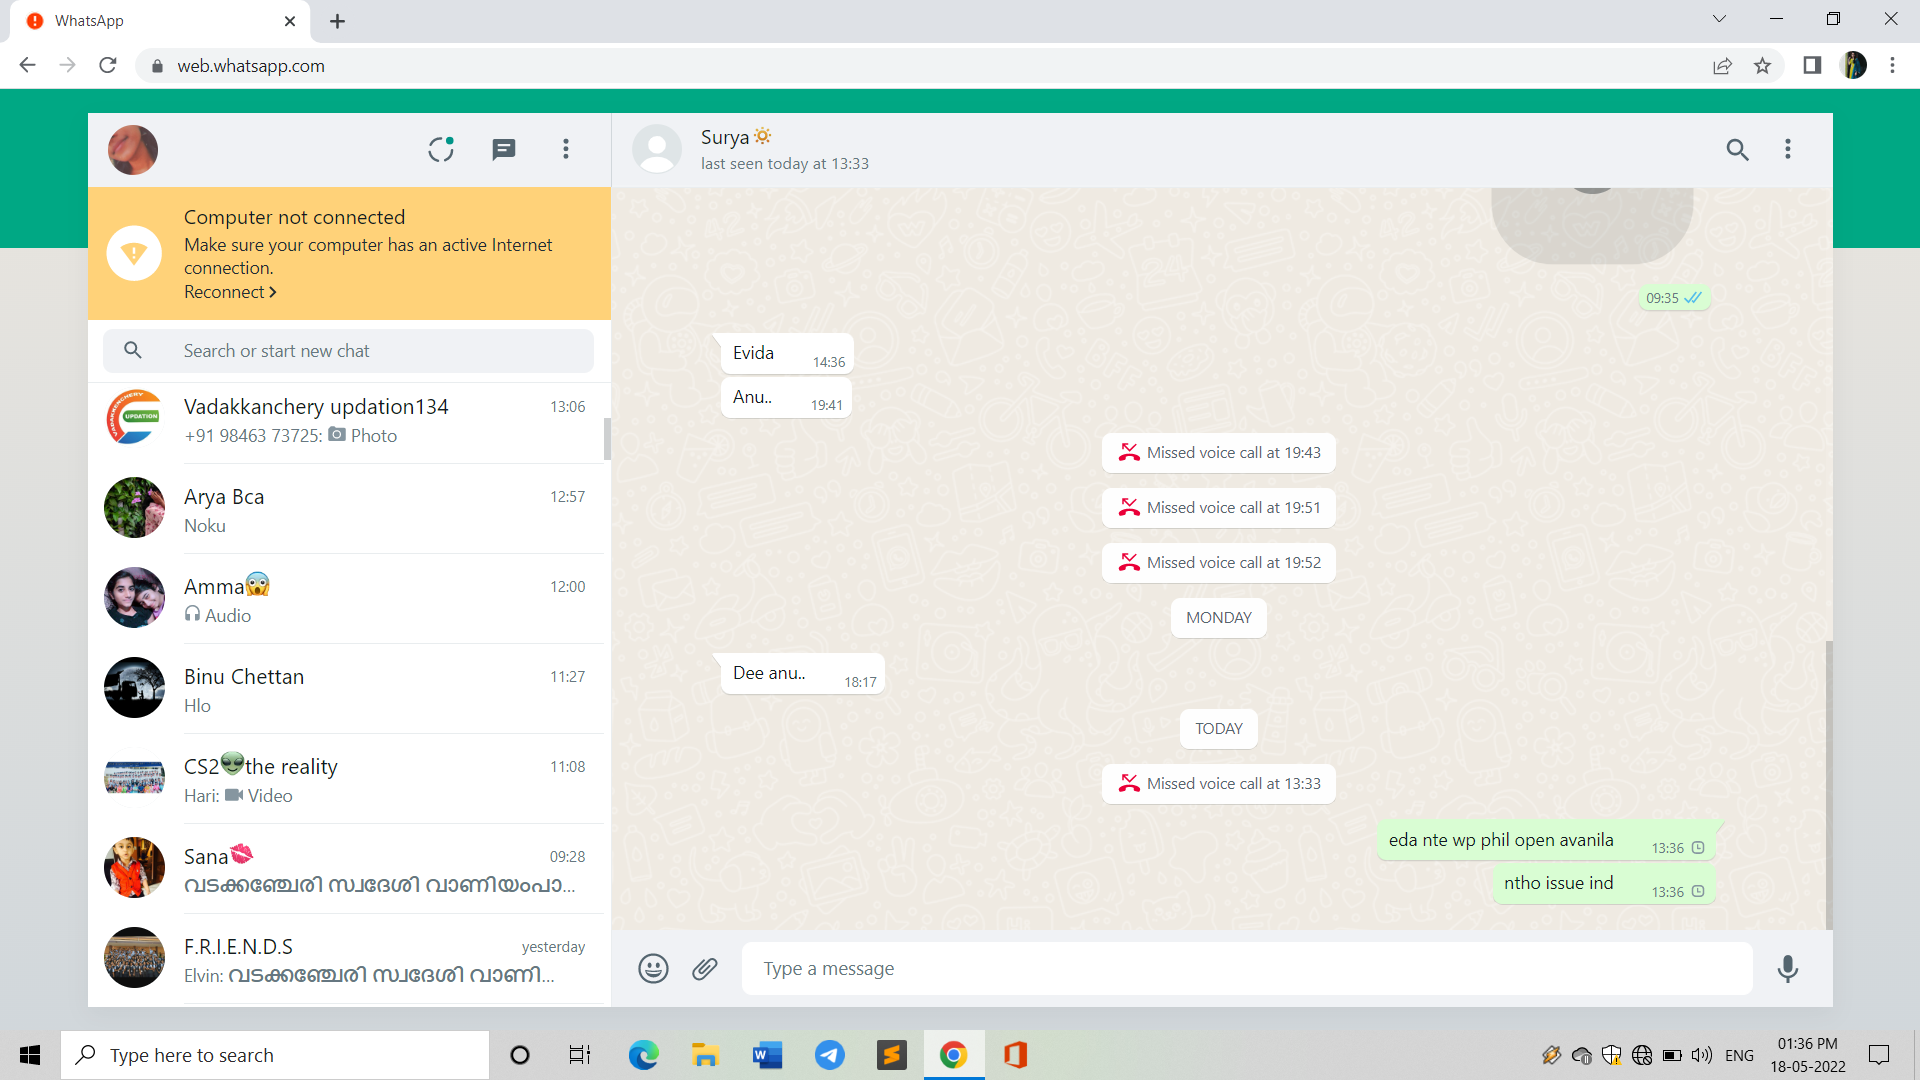 WhatsApp
web.whatsapp.com
Computer not connected
Make sure your computer has an active Internet
connection.
Reconnect
Search or start new chat
UPDATION
Vadakkanchery updation134 13:06
+91 98463 73725: Photo
Arya Bca 12:57
Noku
Amma😱 12:00
Audio
Binu Chettan 11:27
Hlo
CS2👽the reality 11:08
Hari: Video
Sana💋 09:28
വടക്കഞ്ചേരി സ്വദേശി വാണിയംപാ...
F.R.I.E.N.D.S yesterday
Elvin: വടക്കഞ്ചേരി സ്വദേശി വാണി...
Surya🔆
last seen today at 13:33
09:35
Evida 14:36
Anu.. 19:41
Missed voice call at 19:43
Missed voice call at 19:51
Missed voice call at 19:52
MONDAY
Dee anu.. 18:17
TODAY
Missed voice call at 13:33
eda nte wp phil open avanila 13:36
ntho issue ind 13:36
Type a message
Type here to search
ENG
01:36 PM
18-05-2022